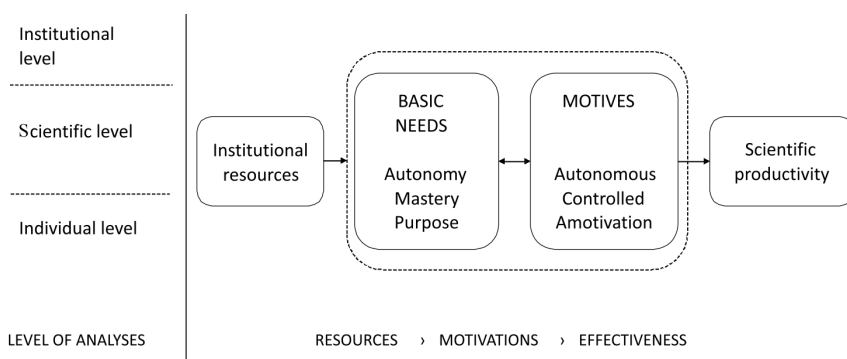 Institutional
level
Scientific level
Individual level
LEVEL OF ANALYSES
Institutional
resources
BASIC
NEEDS
Autonomy
Mastery
Purpose
MOTIVES
Autonomous
Controlled
Amotivation
Scientific
productivity
RESOURCES › MOTIVATIONS › EFFECTIVENESS